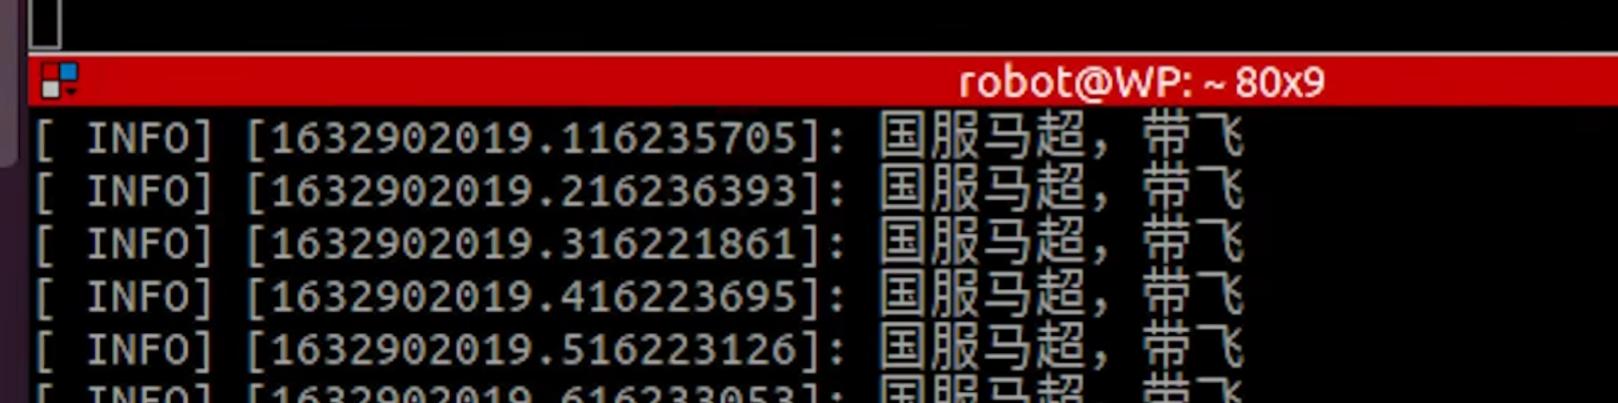 robot@WP: ~ 80x9
[ INFO] [1632902019.116235705]: 国服马超，带飞
[ INFO] [1632902019.216236393]: 国服马超，带飞
[ INFO] [1632902019.316221861]: 国服马超，带飞
[ INFO] [1632902019.416223695]: 国服马超，带飞
[ INFO] [1632902019.516223126]: 国服马超，带飞
[ INFO] [1632902019.616233053]: 国服马超，带飞